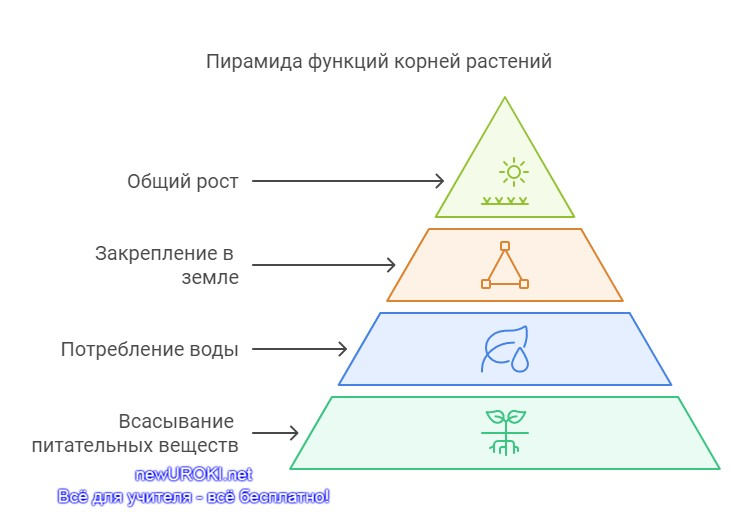 Пирамида функций корней растений
Общий рост
Закрепление в
земле
Потребление воды
Всасывание
питательных веществ
newUROKI.net
Всё для учителя - всё бесплатно!